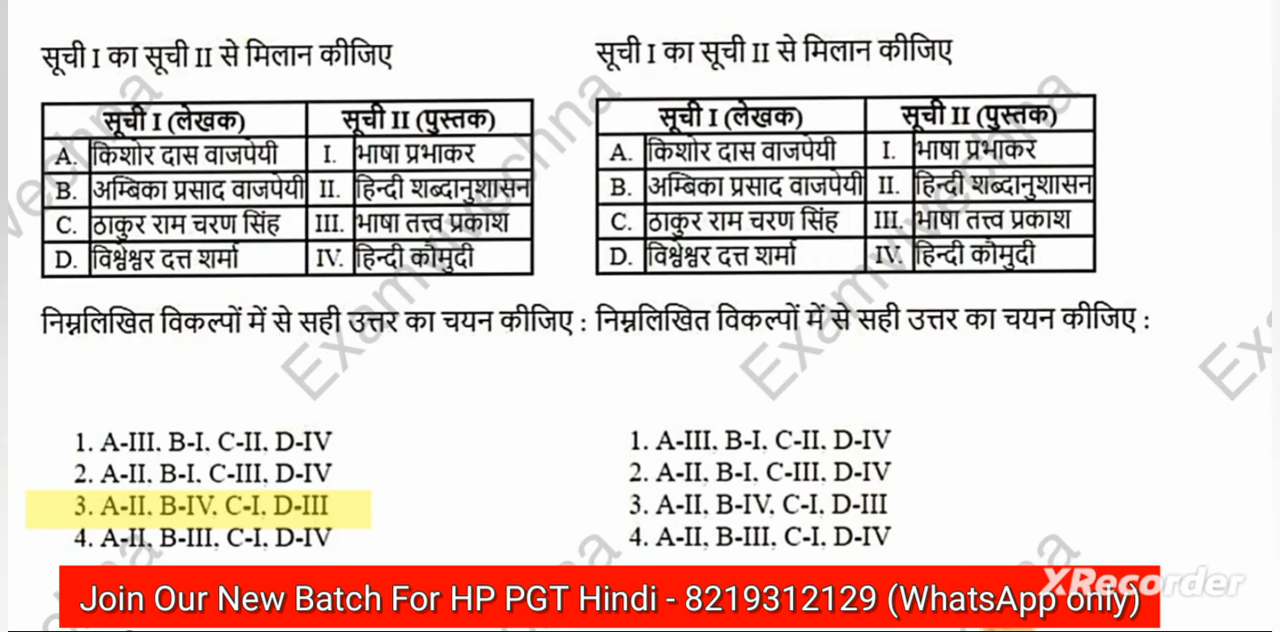 सूची I का सूची II से मिलान कीजिए
सूची I (लेखक) सूची II (पुस्तक)
A. किशोर दास वाजपेयी I. भाषा प्रभाकर
B. अम्बिका प्रसाद वाजपेयी II. हिन्दी शब्दानुशासन
C. ठाकुर राम चरण सिंह III. भाषा तत्त्व प्रकाश
D. विश्वेश्वर दत्त शर्मा IV. हिन्दी कौमुदी
निम्नलिखित विकल्पों में से सही उत्तर का चयन कीजिए :
1. A-III, B-I, C-II, D-IV
2. A-II, B-I, C-III, D-IV
3. A-II, B-IV, C-I, D-III
4. A-II, B-III, C-I, D-IV
सूची I का सूची II से मिलान कीजिए
सूची I (लेखक) सूची II (पुस्तक)
A. किशोर दास वाजपेयी I. भाषा प्रभाकर
B. अम्बिका प्रसाद वाजपेयी II. हिन्दी शब्दानुशासन
C. ठाकुर राम चरण सिंह III. भाषा तत्त्व प्रकाश
D. विश्वेश्वर दत्त शर्मा IV. हिन्दी कौमुदी
निम्नलिखित विकल्पों में से सही उत्तर का चयन कीजिए :
1. A-III, B-I, C-II, D-IV
2. A-II, B-I, C-III, D-IV
3. A-II, B-IV, C-I, D-III
4. A-II, B-III, C-I, D-IV
Join Our New Batch For HP PGT Hindi - 8219312129 (WhatsApp only)
XRecorder
Examvivechna
Examvivechna